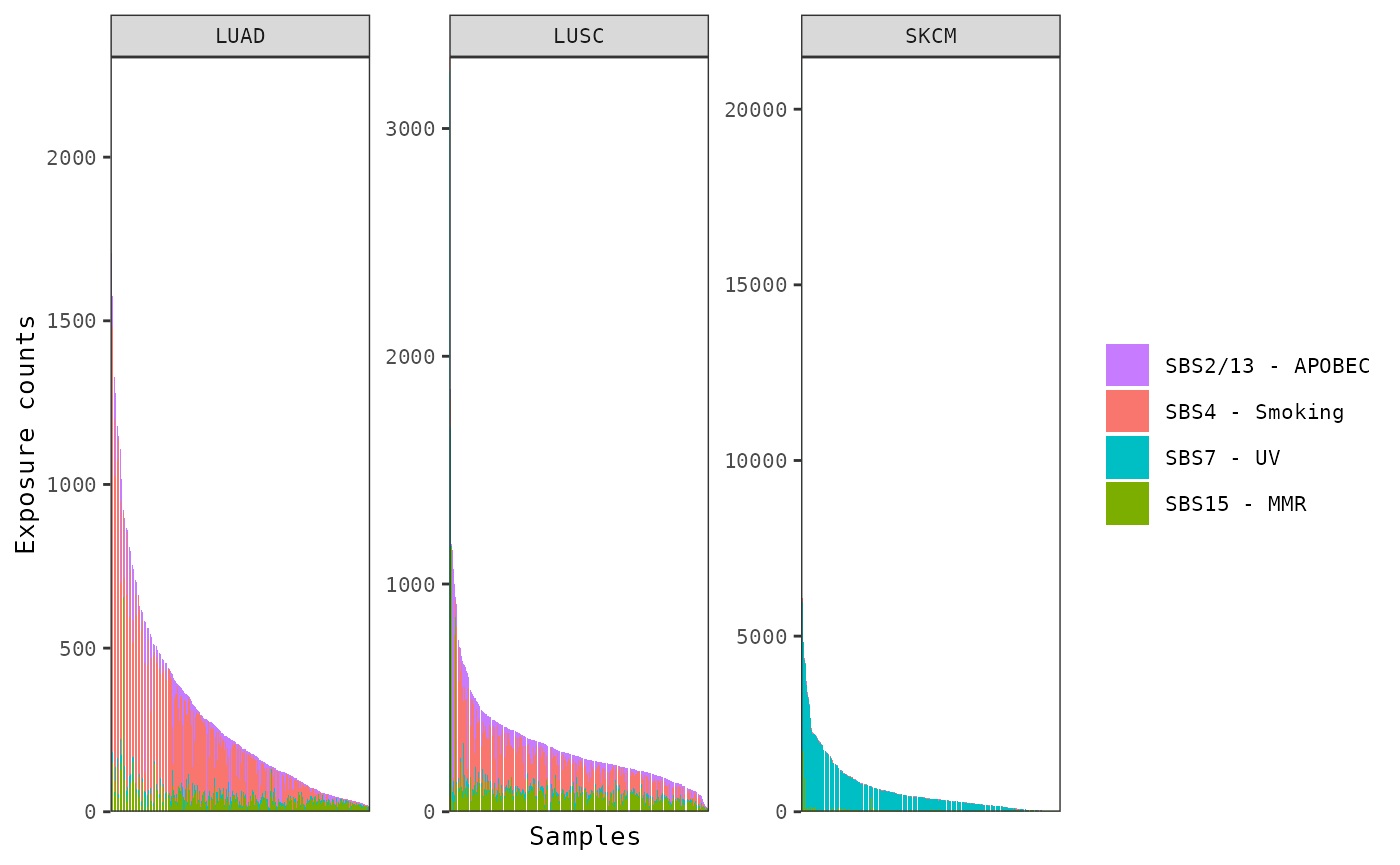 LUAD
LUSC
SKCM
Exposure counts
2000
1500
1000
500
0
3000
2000
1000
0
20000
15000
10000
5000
0
Samples
SBS2/13 - APOBEC
SBS4 - Smoking
SBS7 - UV
SBS15 - MMR